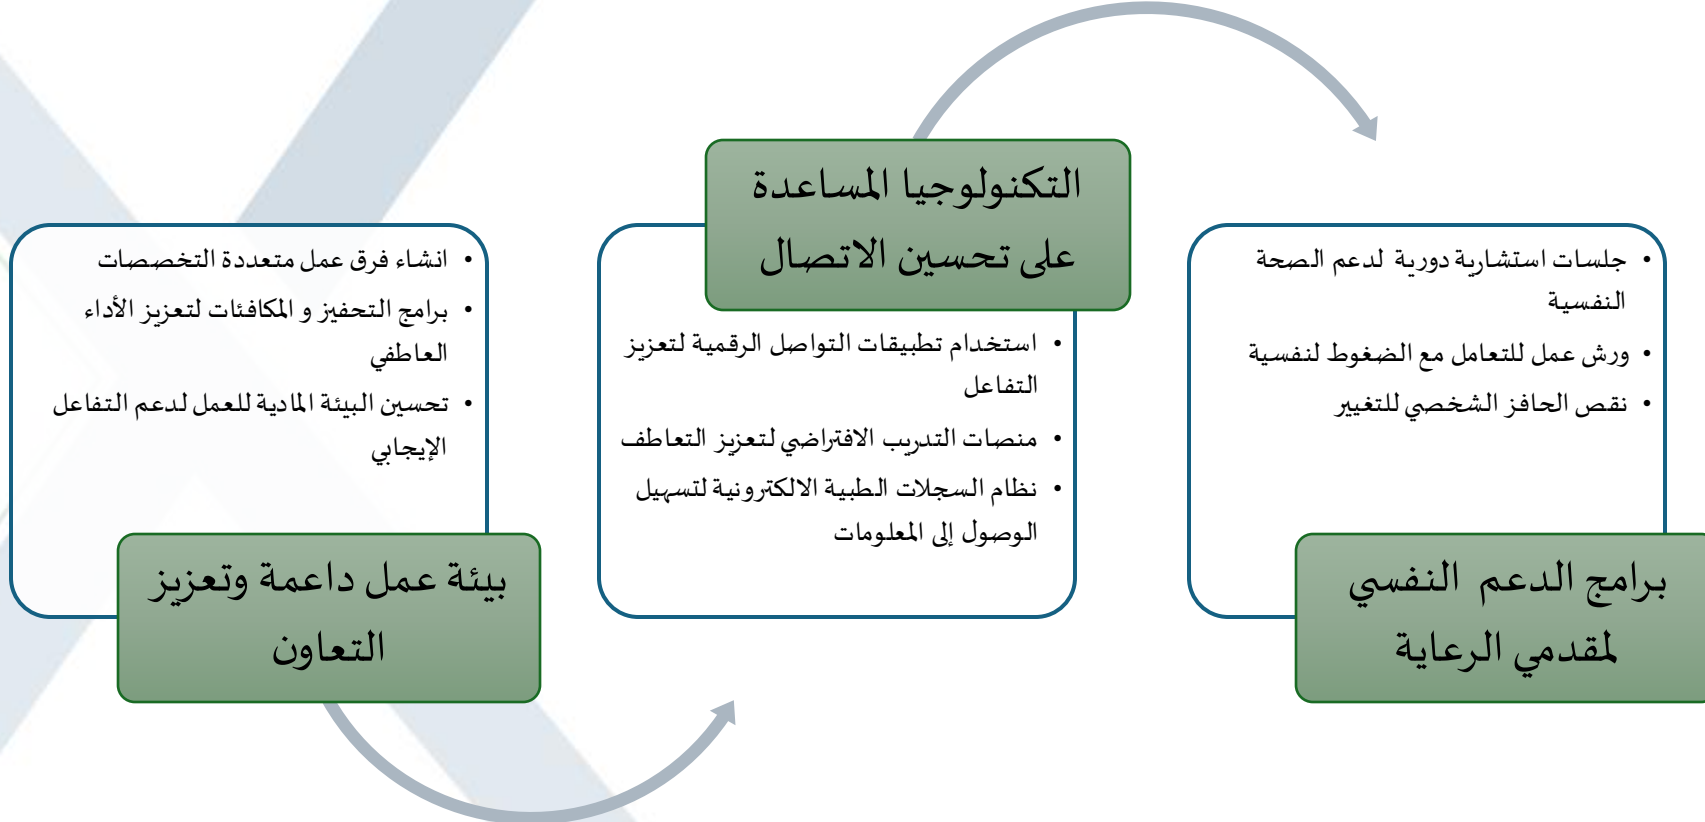 جلسات استشارية دورية لدعم الصحة
النفسية
ورش عمل للتعامل مع الضغوط لنفسية
نقص الحافز الشخصي للتغيير
برامج الدعم النفسي
لمقدمي الرعاية
التكنولوجيا المساعدة
على تحسين الاتصال
استخدام تطبيقات التواصل الرقمية لتعزيز
التفاعل
منصات التدريب الافتراضي لتعزيز التعاطف
نظام السجلات الطبية الالكترونية لتسهيل
الوصول إلى المعلومات
انشاء فرق عمل متعددة التخصصات
برامج التحفيز و المكافئات لتعزيز الأداء
العاطفي
تحسين البيئة المادية للعمل لدعم التفاعل
الإيجابي
بيئة عمل داعمة وتعزيز
التعاون